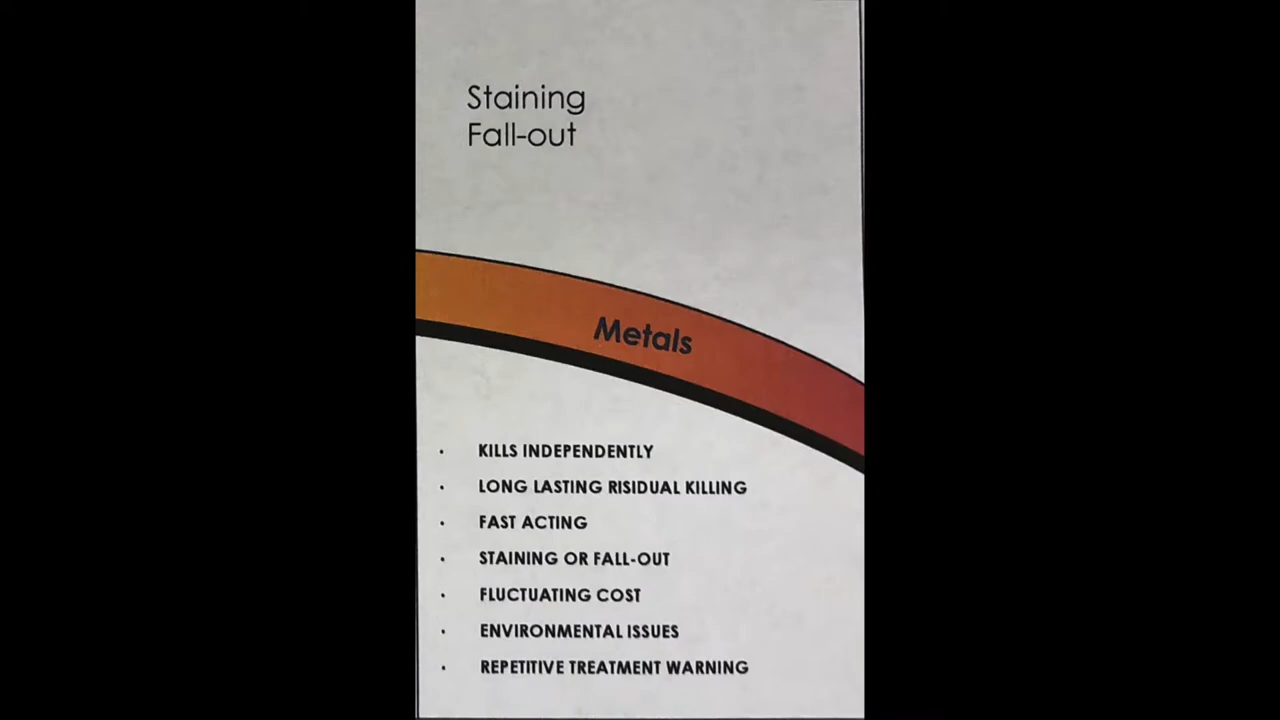 Staining
Fall-out
Metals
· KILLS INDEPENDENTLY
· LONG LASTING RISIDUAL KILLING
· FAST ACTING
· STAINING OR FALL-OUT
· FLUCTUATING COST
· ENVIRONMENTAL ISSUES
· REPETITIVE TREATMENT WARNING